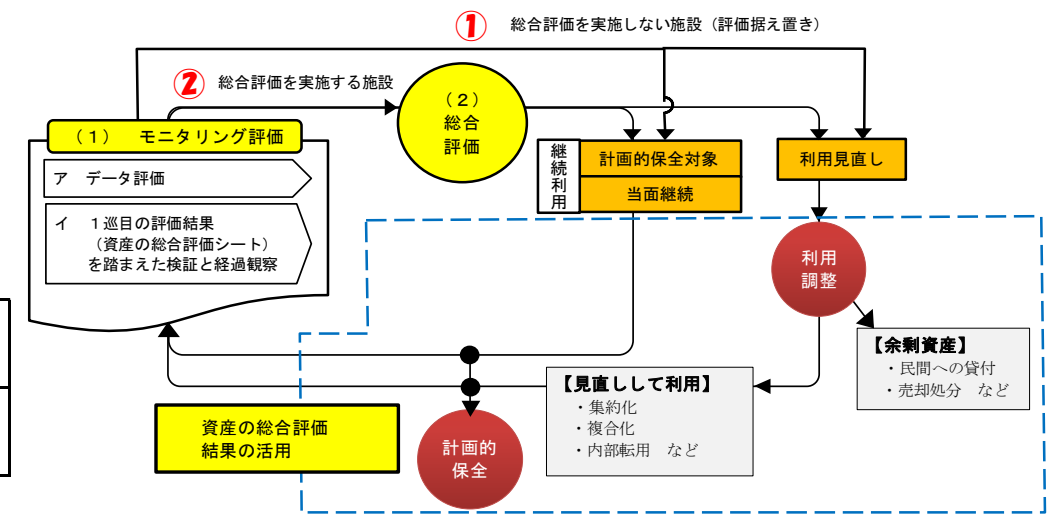 ① 総合評価を実施しない施設（評価据え置き）
② 総合評価を実施する施設
（２）
総合
評価
（１） モニタリング評価
ア データ評価
イ １巡目の評価結果
（資産の総合評価シート）
を踏まえた検証と経過観察
継続利用
計画的保全対象
当面継続
利用見直し
利用
調整
【余剰資産】
・民間への貸付
・売却処分 など
【見直しして利用】
・集約化
・複合化
・内部転用 など
資産の総合評価
結果の活用
計画的
保全